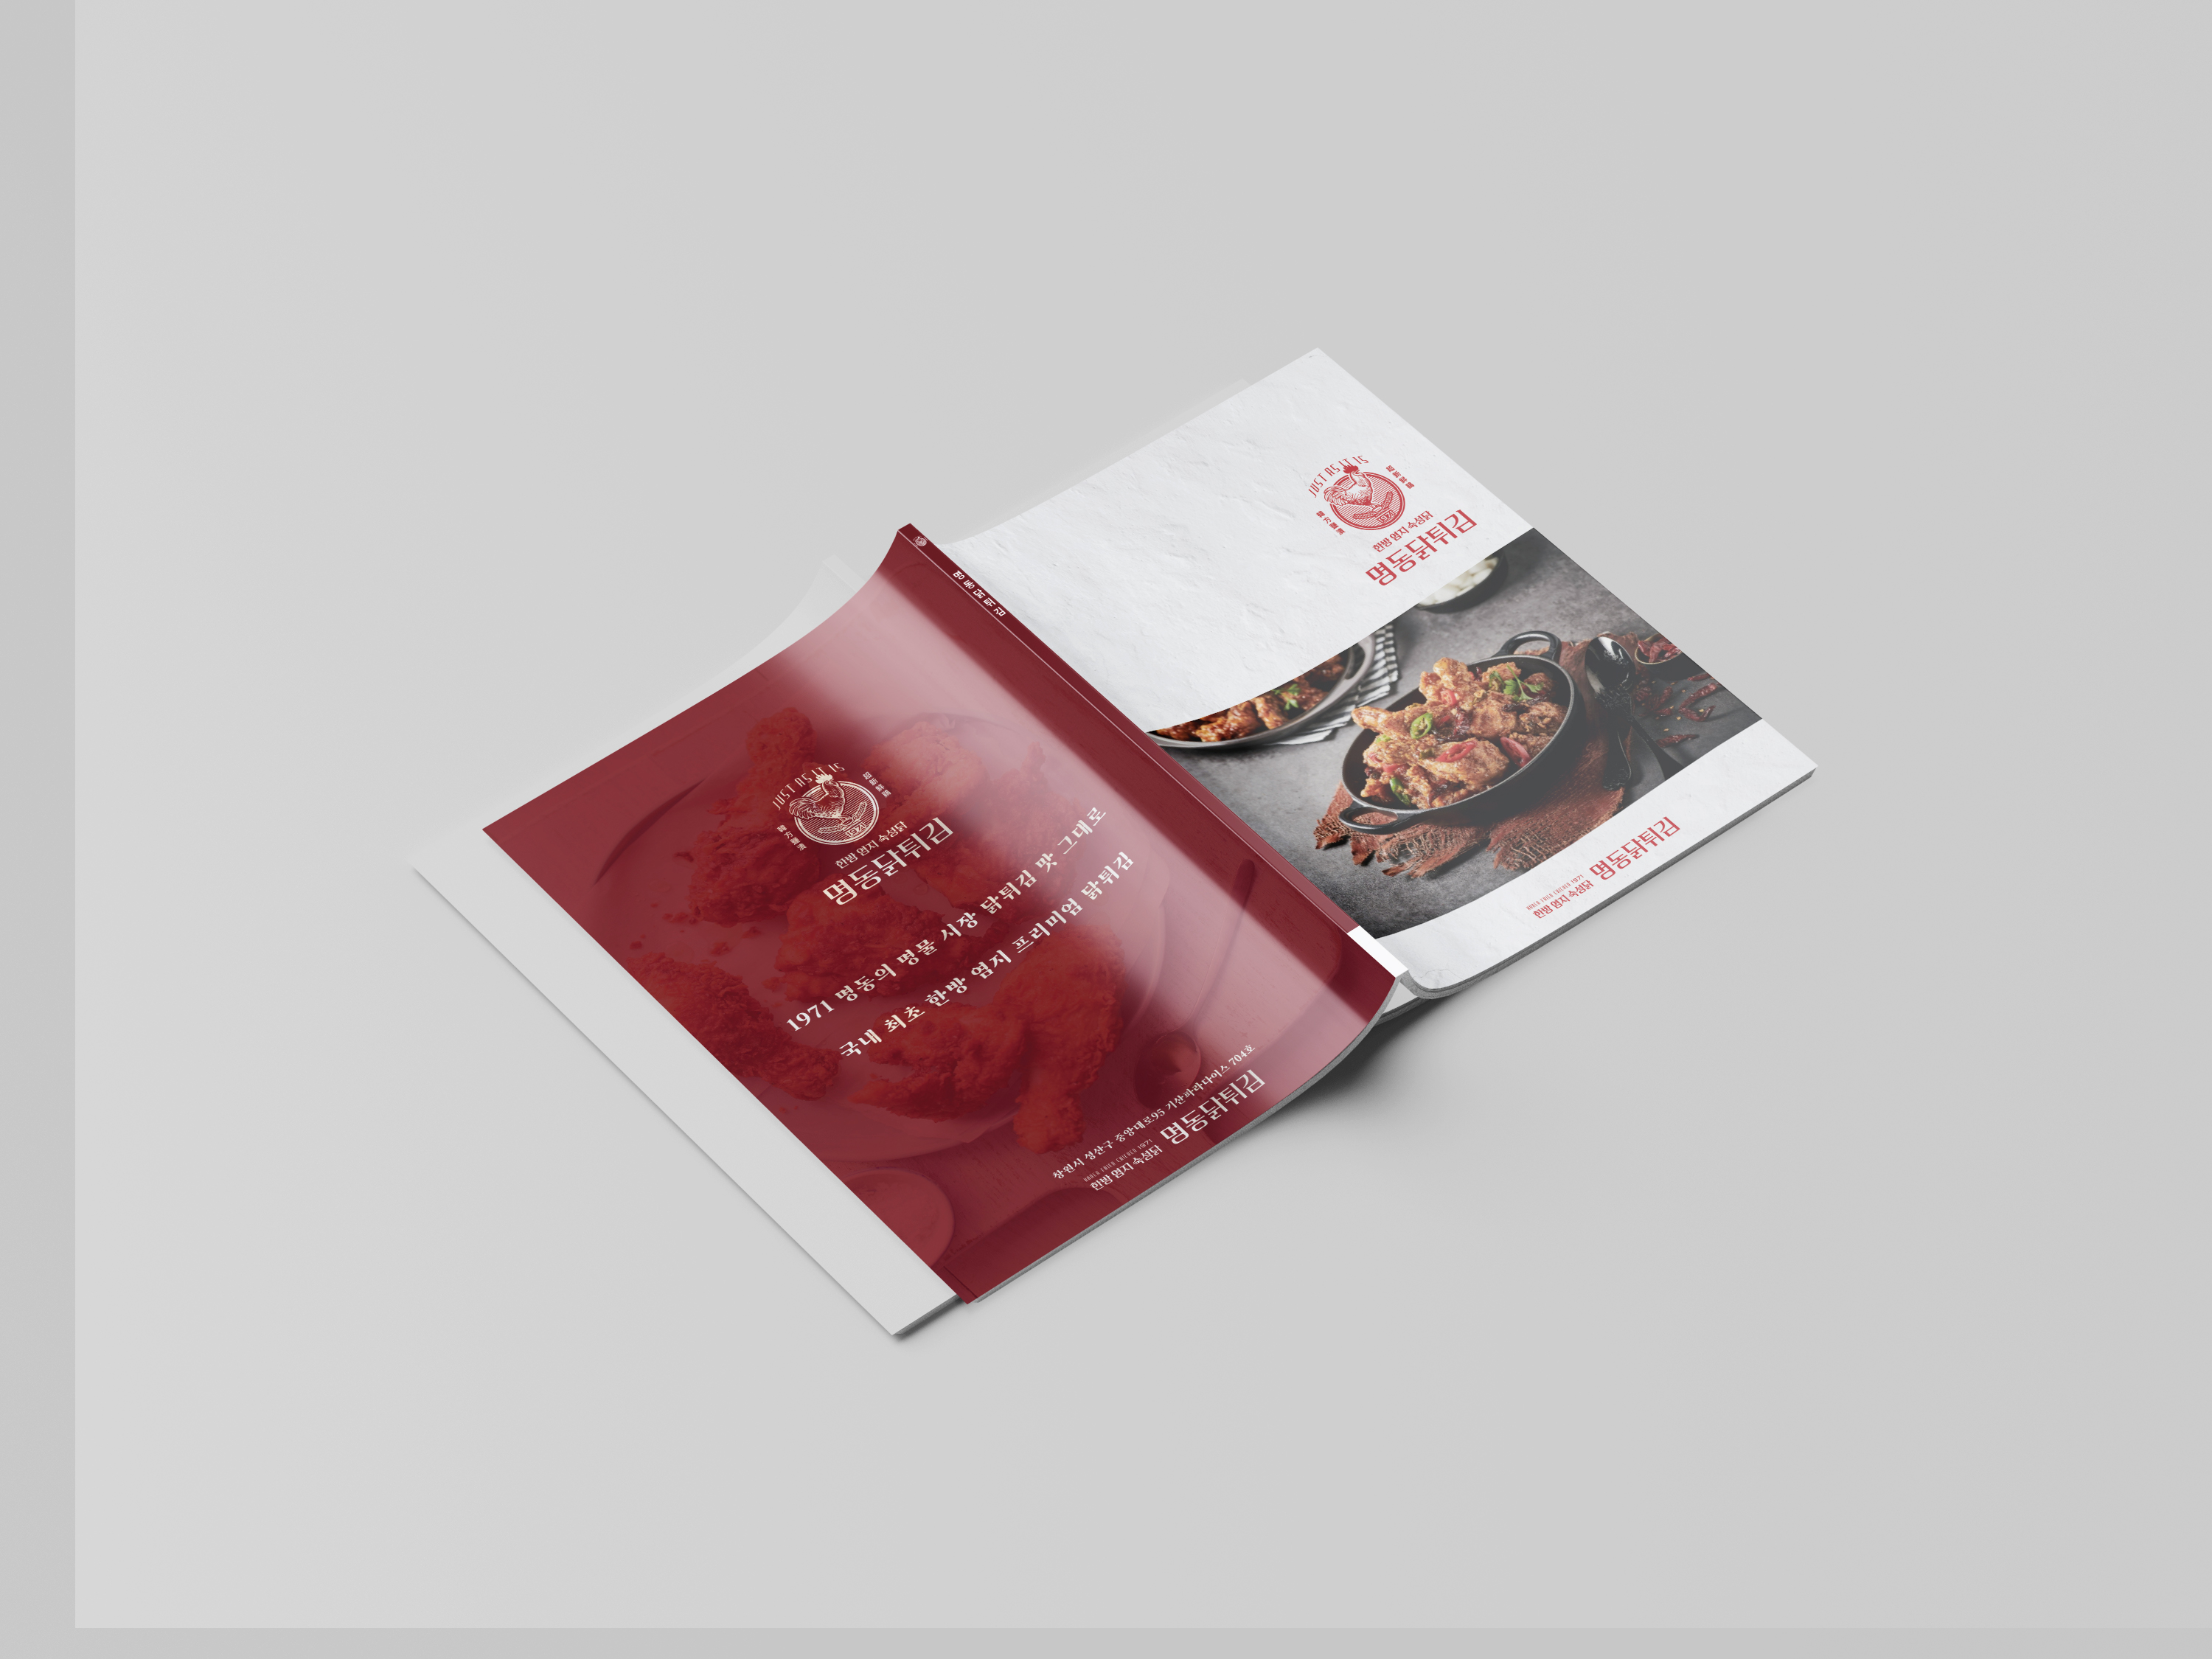 JUST AS IT IS
한방 염지 숙성닭
명동닭튀김
1971 명동의 명물 시장 닭튀김 맛 그대로
국내 최초 한방 염지 프리미엄 닭튀김
창원시 성산구 중앙대로95 기산파라다이스 704호
한방 염지 숙성닭
명동닭튀김
명동닭튀김
JUST AS IT IS
한방 염지 숙성닭
명동닭튀김
한방 염지 숙성닭
명동닭튀김